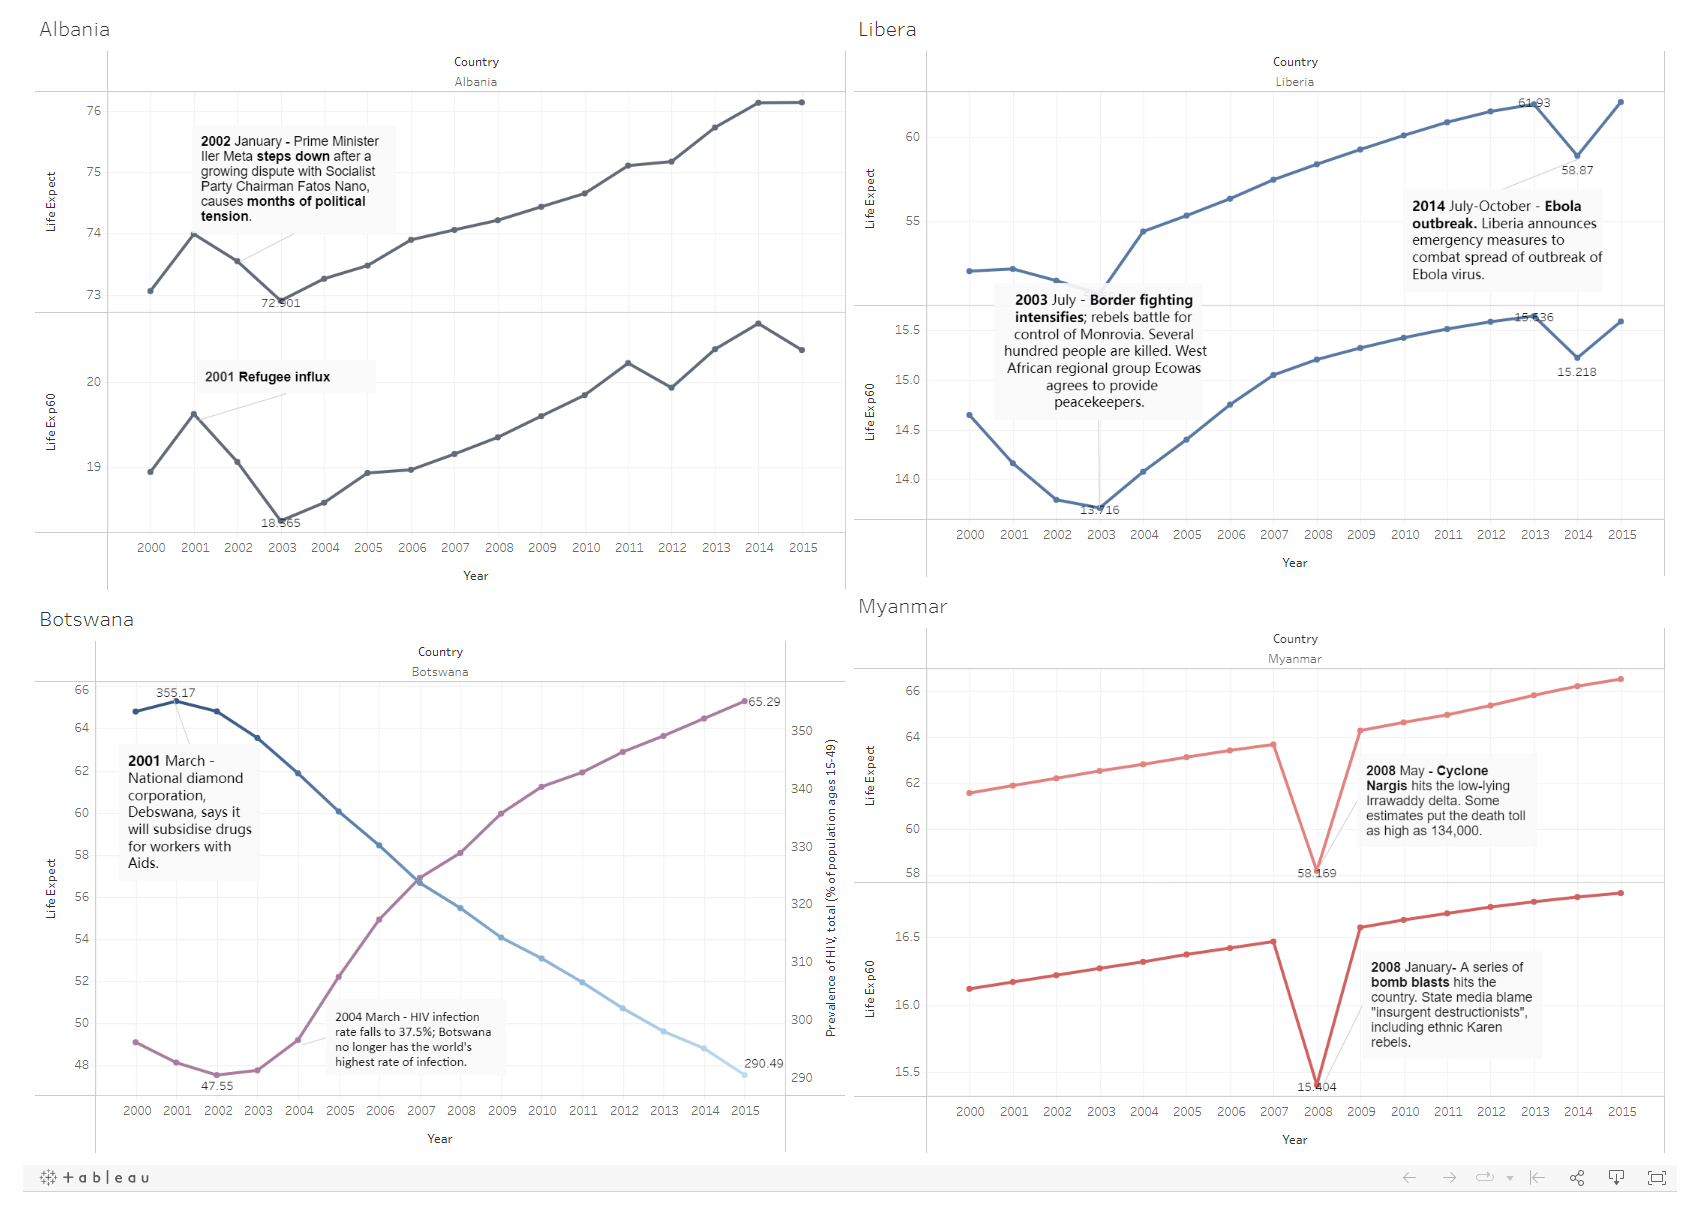 Albania
Country
Albania
Life Expect
76
75
74
73
2002 January - Prime Minister
Iler Meta steps down after a
growing dispute with Socialist
Party Chairman Fatos Nano,
causes months of political
tension.
72.901
Life Exp60
20
19
2001 Refugee influx
18.365
2000 2001 2002 2003 2004 2005 2006 2007 2008 2009 2010 2011 2012 2013 2014 2015
Year
Libera
Country
Liberia
Life Expect
60
55
61.93
58.87
2014 July-October - Ebola
outbreak. Liberia announces
emergency measures to
combat spread of outbreak of
Ebola virus.
2003 July - Border fighting
intensifies; rebels battle for
control of Monrovia. Several
hundred people are killed. West
African regional group Ecowas
agrees to provide
peacekeepers.
Life Exp60
15.5
15.0
14.5
14.0
15.636
15.218
13.716
2000 2001 2002 2003 2004 2005 2006 2007 2008 2009 2010 2011 2012 2013 2014 2015
Year
Botswana
Country
Botswana
Life Expect
66
64
62
60
58
56
54
52
50
48
355.17
65.29
2001 March -
National diamond
corporation,
Debswana, says it
will subsidise drugs
for workers with
Aids.
2004 March - HIV infection
rate falls to 37.5%; Botswana
no longer has the world's
highest rate of infection.
47.55
290.49
350
340
330
320
310
300
290
Prevalence of HIV, total (% of population ages 15-49)
2000 2001 2002 2003 2004 2005 2006 2007 2008 2009 2010 2011 2012 2013 2014 2015
Year
Myanmar
Country
Myanmar
Life Expect
66
64
62
60
58
2008 May - Cyclone
Nargis hits the low-lying
Irrawaddy delta. Some
estimates put the death toll
as high as 134,000.
58.169
Life Exp60
16.5
16.0
15.5
2008 January- A series of
bomb blasts hits the
country. State media blame
"insurgent destructionists",
including ethnic Karen
rebels.
15.404
2000 2001 2002 2003 2004 2005 2006 2007 2008 2009 2010 2011 2012 2013 2014 2015
Year
+ a b l e a u